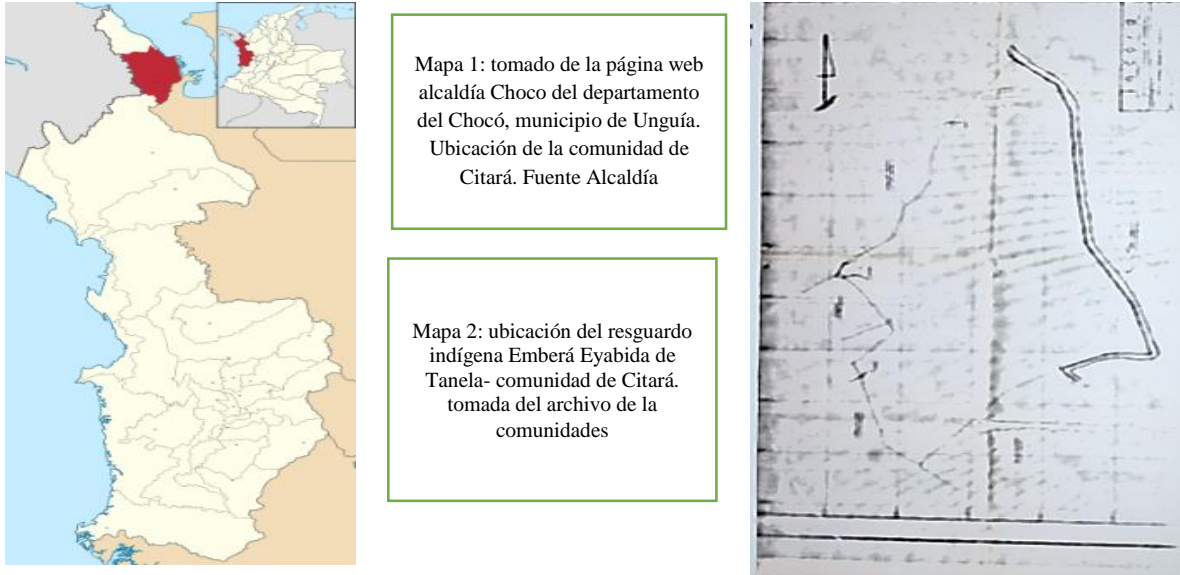 Mapa 1: tomado de la página web
alcaldía Choco del departamento
del Chocó, municipio de Unguía.
Ubicación de la comunidad de
Citará. Fuente Alcaldía
Mapa 2: ubicación del resguardo
indígena Emberá Eyabida de
Tanela- comunidad de Citará.
tomada del archivo de la
comunidades